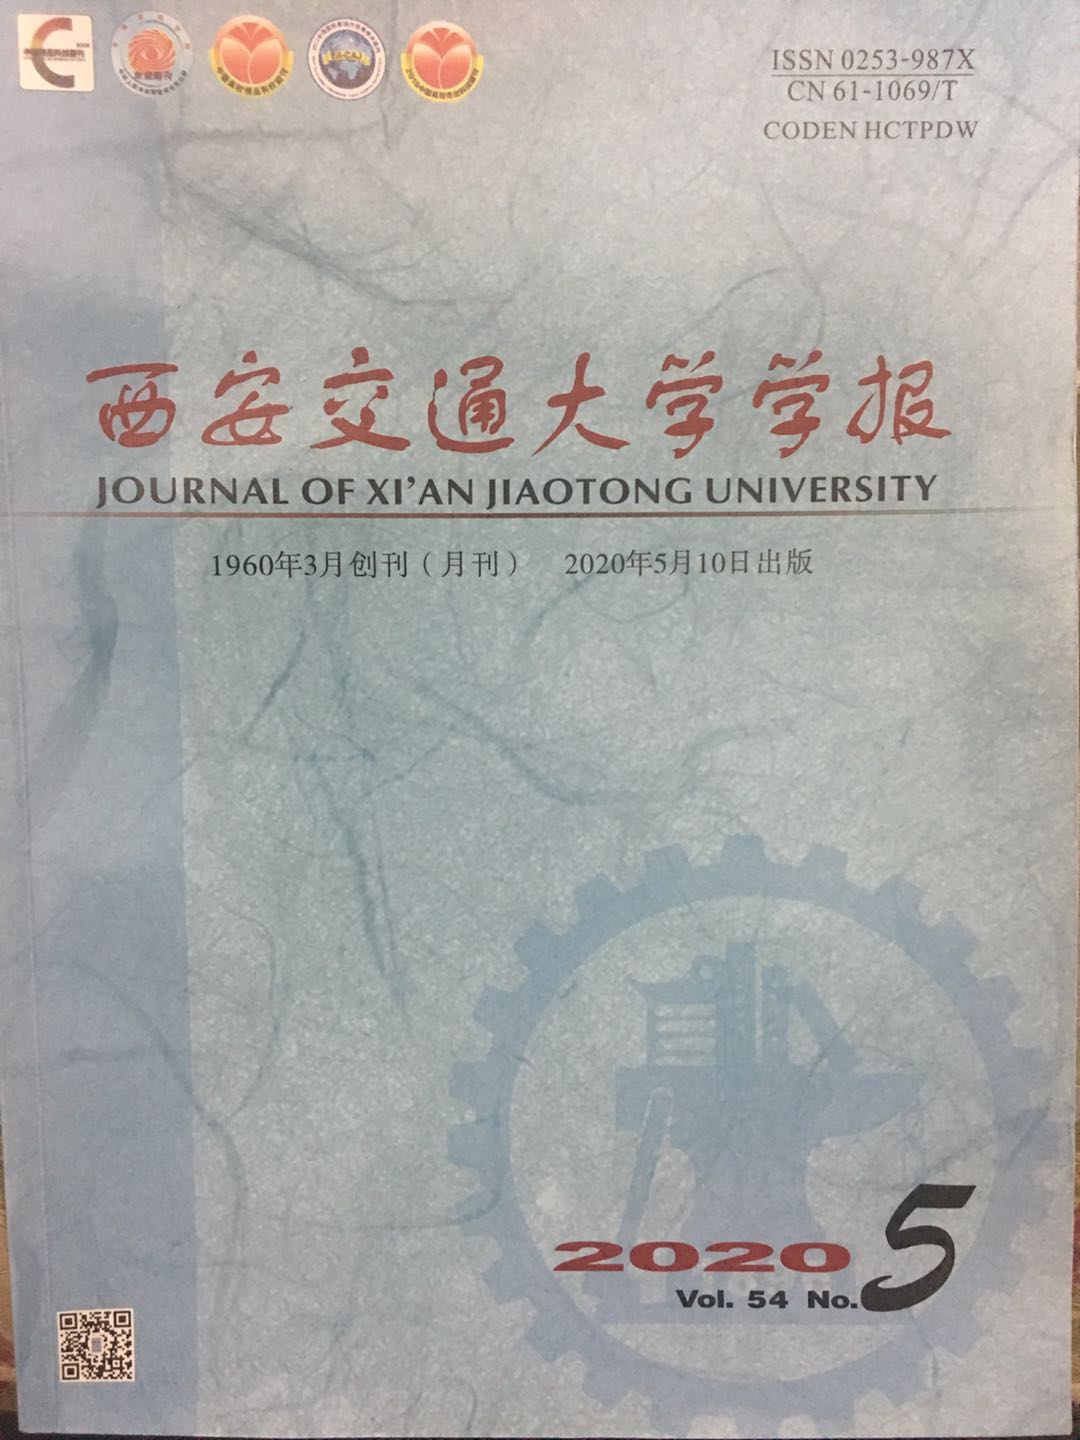 ISSN 0253-987X
CN 61-1069/T
CODEN HCTPDW
西安交通大学学报
JOURNAL OF XI'AN JIAOTONG UNIVERSITY
1960年3月创刊（月刊） 2020年5月10日出版
2020 5
Vol. 54 No.